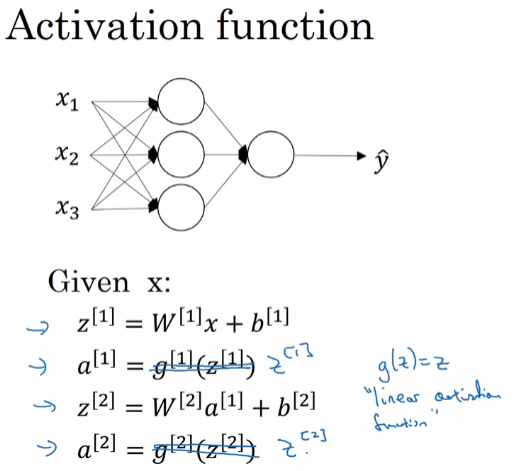 Activation function
x₁
x₂
x₃
ŷ
Given x:
→ z[1] = W[1]x + b[1]
→ a[1] = g[1](z[1]) z[1]
→ z[2] = W[2]a[1] + b[2]
→ a[2] = g[2](z[2]) z[2]
g(z)=z
"linear activation
function"